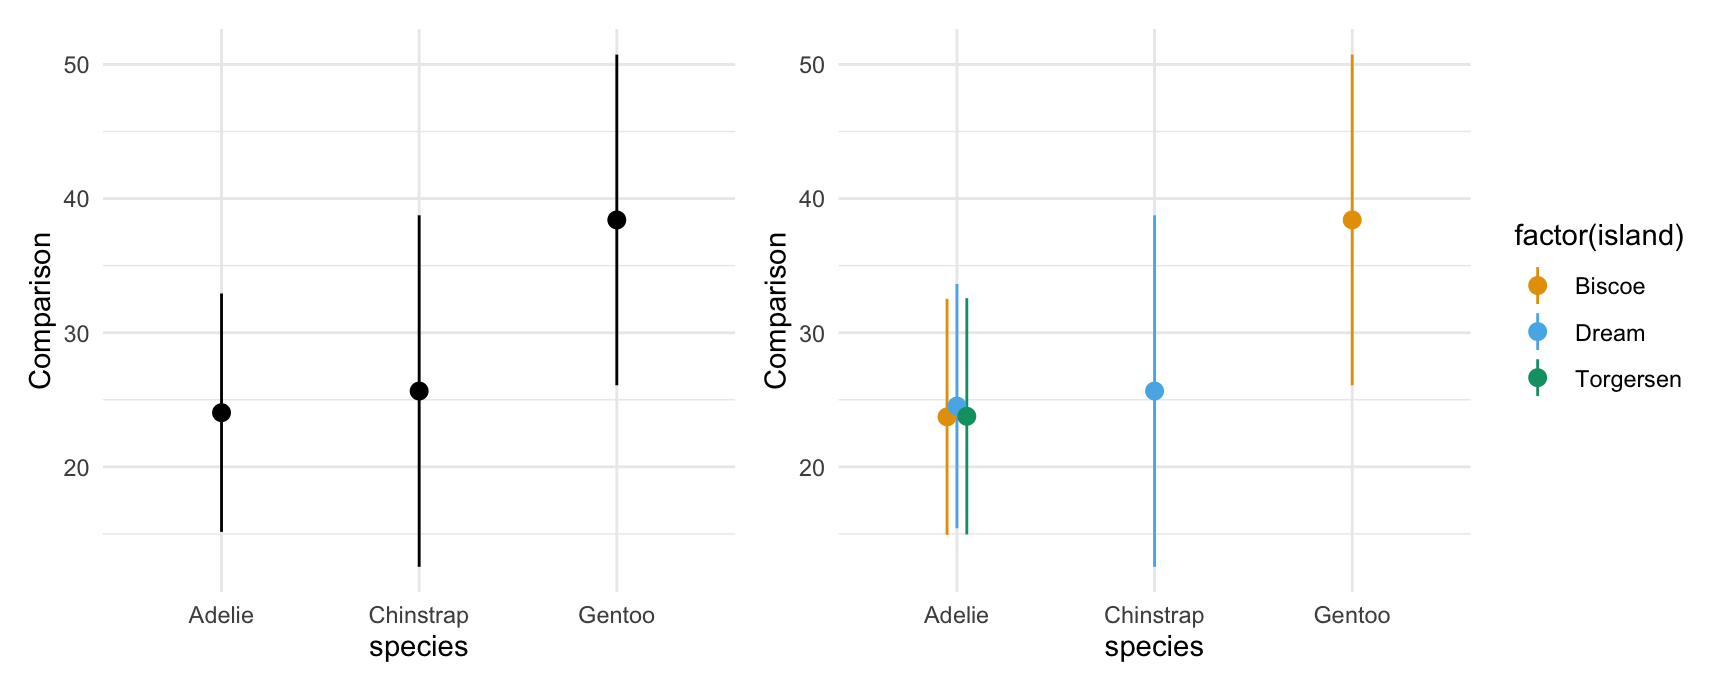 50
40
30
20
Comparison
Adelie Chinstrap Gentoo
species
50
40
30
20
Comparison
Adelie Chinstrap Gentoo
species
factor(island)
Biscoe
Dream
Torgersen